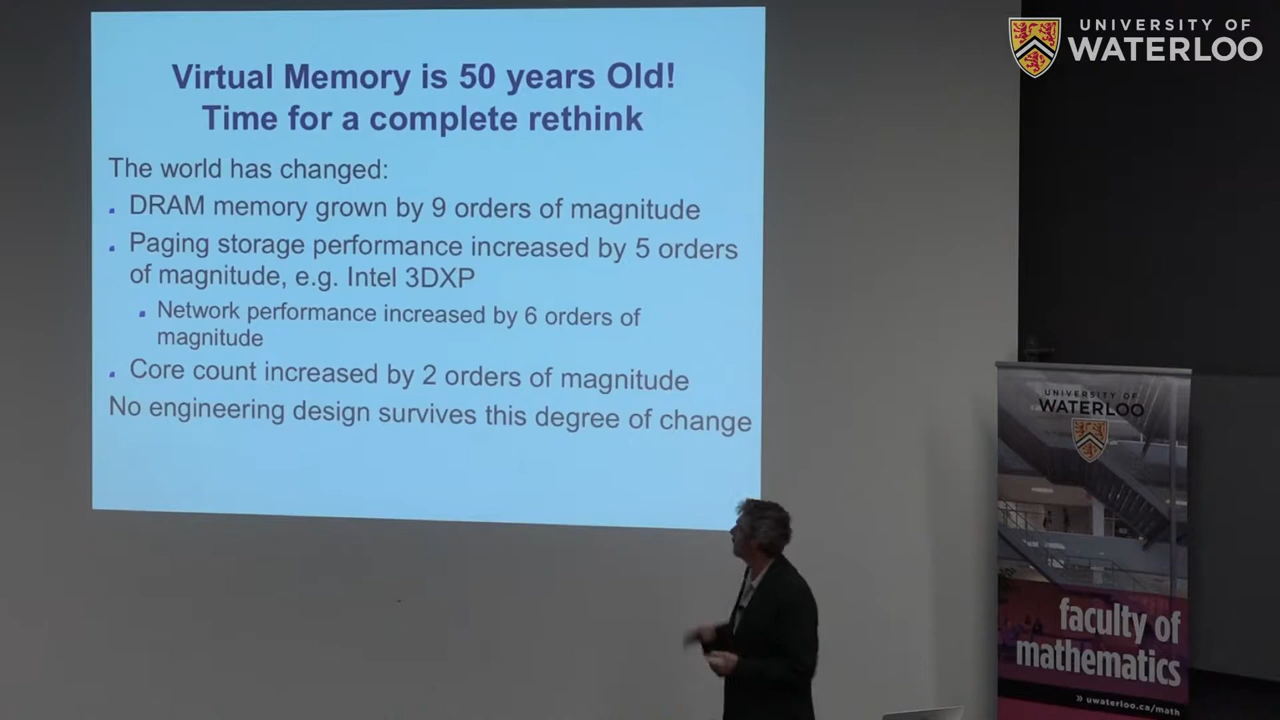 Virtual Memory is 50 years Old!
Time for a complete rethink
The world has changed:
▪ DRAM memory grown by 9 orders of magnitude
▪ Paging storage performance increased by 5 orders
of magnitude, e.g. Intel 3DXP
▪ Network performance increased by 6 orders of
magnitude
▪ Core count increased by 2 orders of magnitude
No engineering design survives this degree of change
UNIVERSITY OF
WATERLOO
UNIVERSITY OF
WATERLOO
faculty of
mathematics
» uwaterloo.ca/math